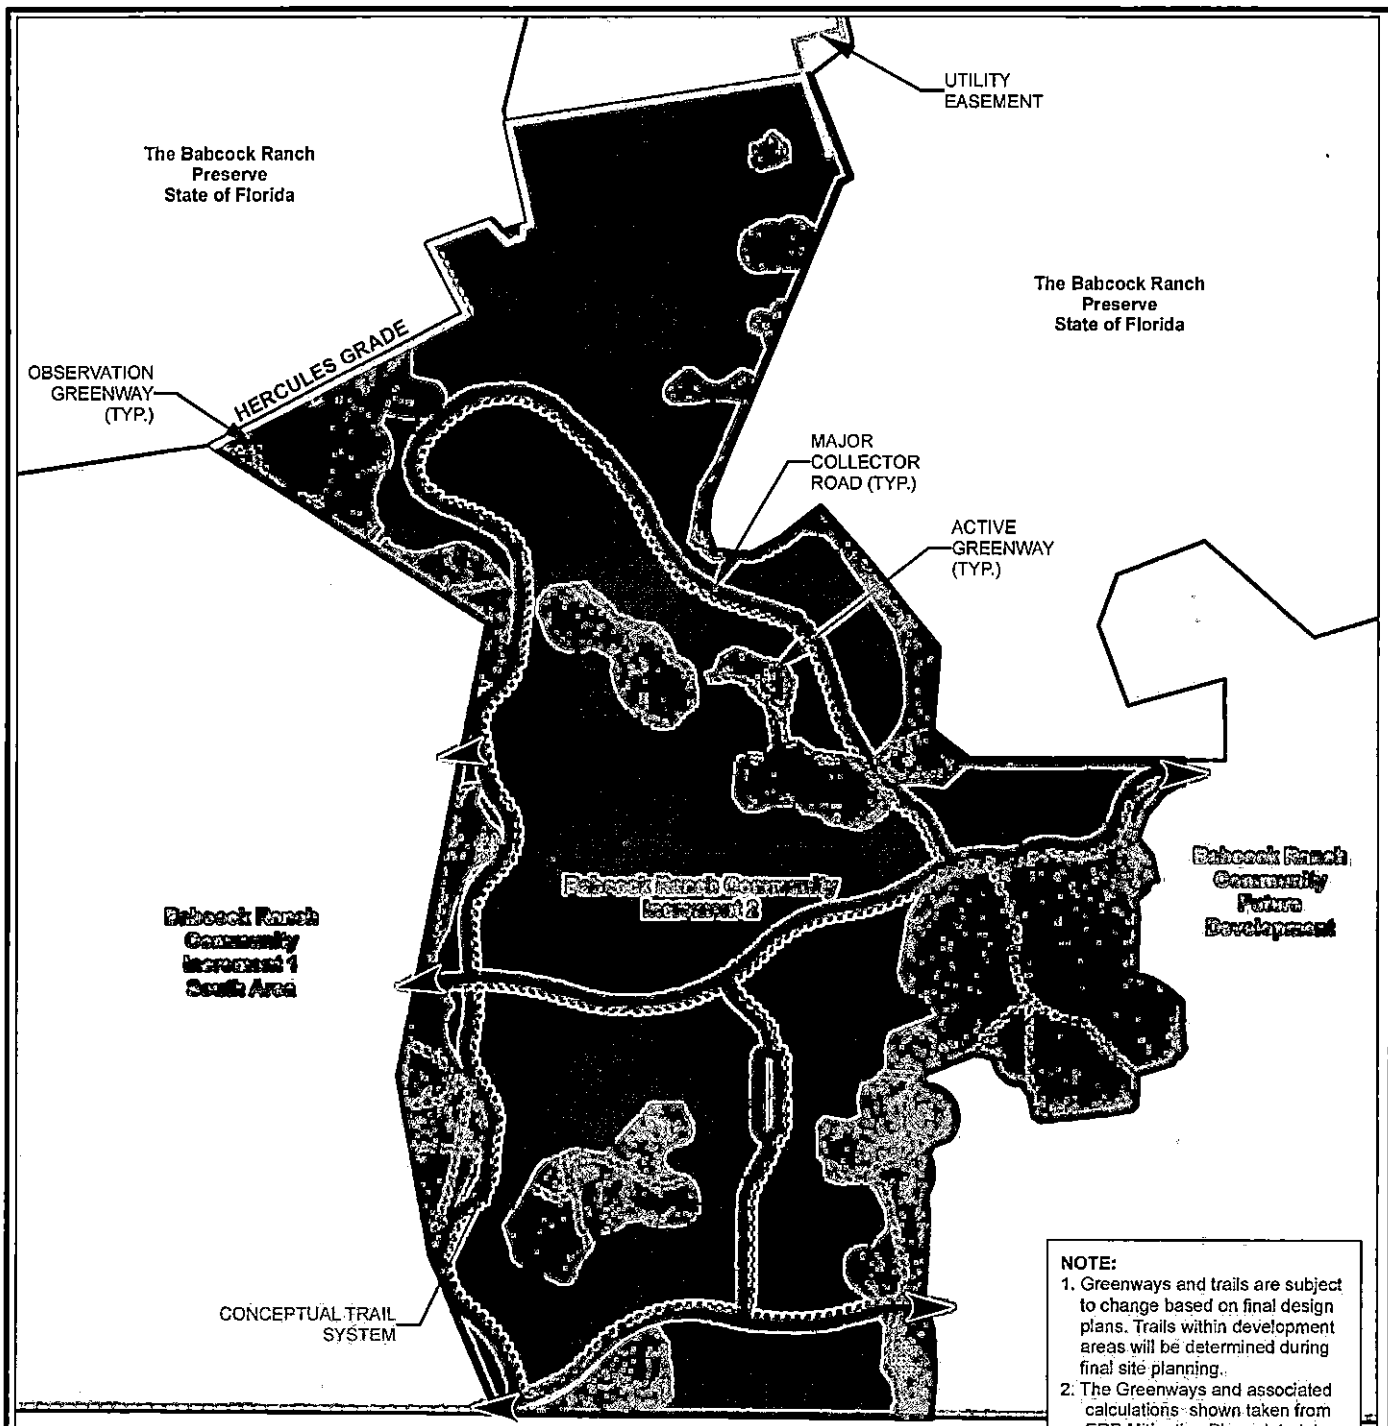 UTILITY
EASEMENT
The Babcock Ranch
Preserve
State of Florida
The Babcock Ranch
Preserve
State of Florida
HERCULES GRADE
OBSERVATION
GREENWAY
(TYP.)
MAJOR
COLLECTOR
ROAD (TYP.)
ACTIVE
GREENWAY
(TYP.)
Babcock Ranch Community
Increment 2
Babcock Ranch
Community
Future
Development
Babcock Ranch
Community
Increment 1
South Area
CONCEPTUAL TRAIL
SYSTEM
NOTE:
1. Greenways and trails are subject
to change based on final design
plans. Trails within development
areas will be determined during
final site planning.
2. The Greenways and associated
calculations shown taken from